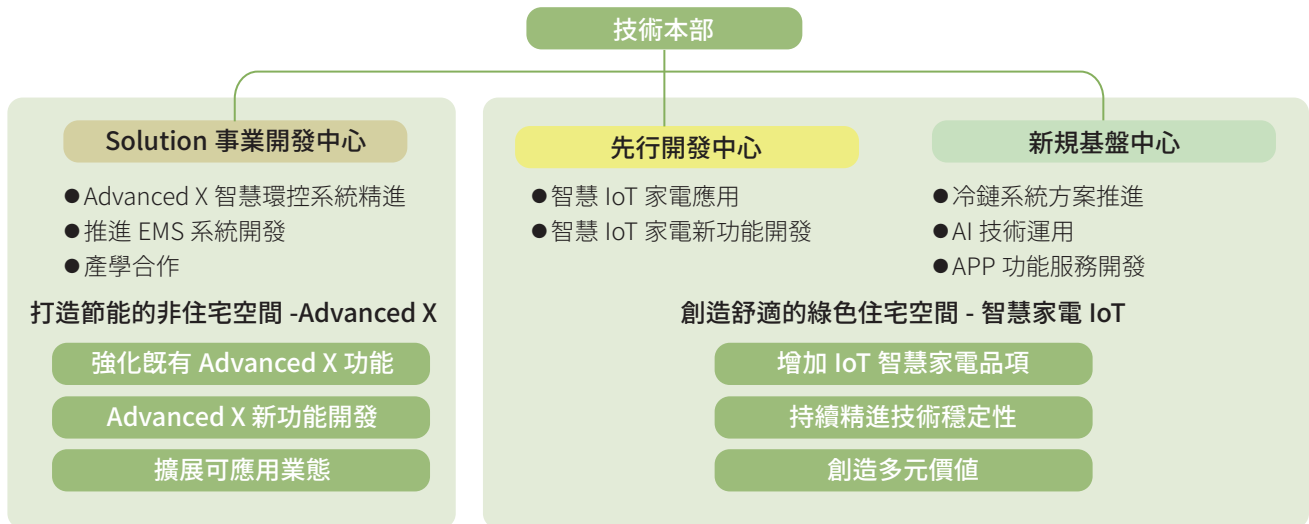 技術本部
Solution 事業開發中心
●Advanced X 智慧環控系統精進
●推進 EMS 系統開發
●產學合作
打造節能的非住宅空間 -Advanced X
強化既有 Advanced X 功能
Advanced X 新功能開發
擴展可應用業態
先行開發中心
●智慧 IoT 家電應用
●智慧 IoT 家電新功能開發
新規基盤中心
●冷鏈系統方案推進
●AI 技術運用
●APP 功能服務開發
創造舒適的綠色住宅空間 - 智慧家電 IoT
增加 IoT 智慧家電品項
持續精進技術穩定性
創造多元價值